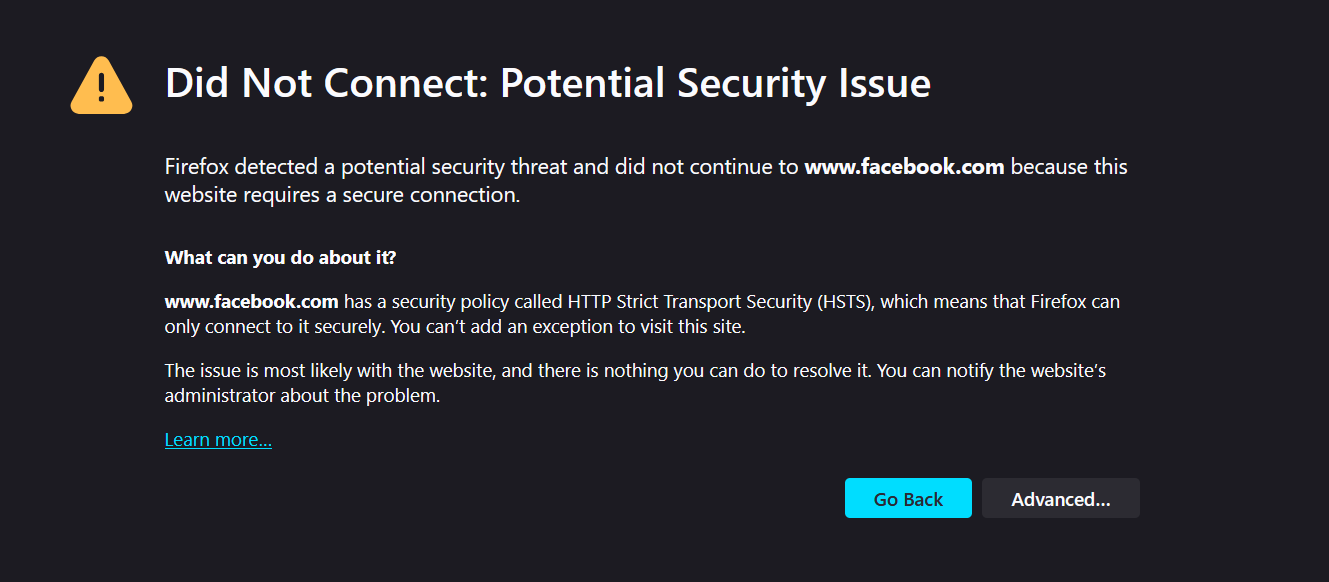 Did Not Connect: Potential Security Issue
Firefox detected a potential security threat and did not continue to www.facebook.com because this
website requires a secure connection.
What can you do about it?
www.facebook.com has a security policy called HTTP Strict Transport Security (HSTS), which means that Firefox can
only connect to it securely. You can’t add an exception to visit this site.
The issue is most likely with the website, and there is nothing you can do to resolve it. You can notify the website’s
administrator about the problem.
Learn more…
Go Back
Advanced…